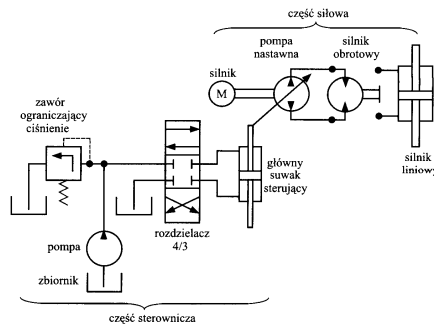 część siłowa
pompa
nastawna
silnik
obrotowy
silnik
M
zawór
ograniczający
ciśnienie
główny
suwak
sterujący
silnik
liniowy
rozdzielacz
4/3
pompa
zbiornik
część sterownicza